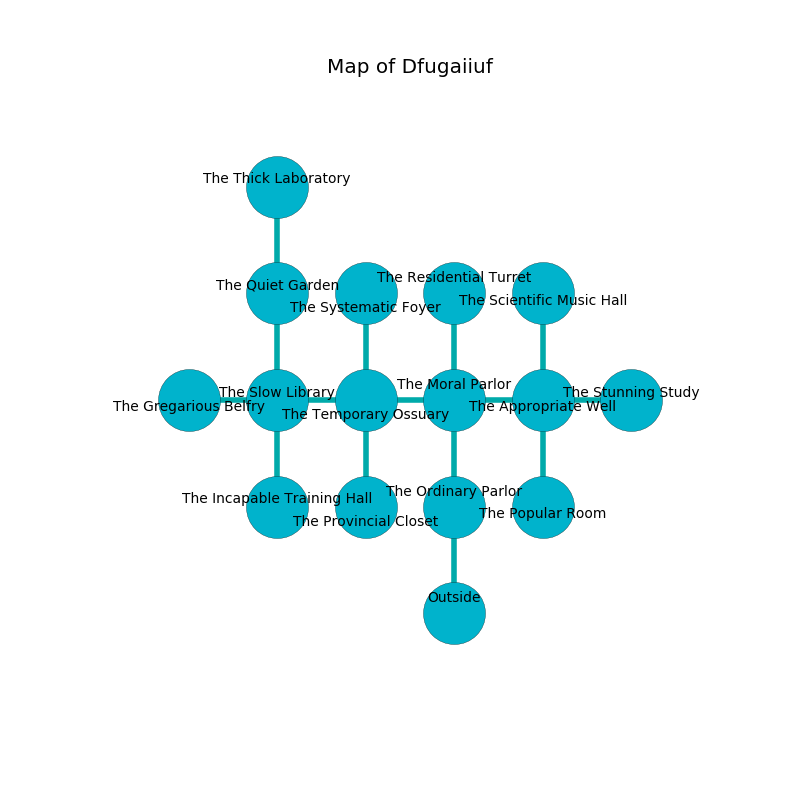 Map of Dfugaiiuf
The Thick Laboratory
The Residential Turret
The Quiet Garden
The Scientific Music Hall
The Systematic Foyer
The Moral Parlor
The Slow Library
The Stunning Study
The Gregarious Belfry
The Appropriate Well
The Temporary Ossuary
The Ordinary Parlor
The Incapable Training Hall
The Popular Room
The Provincial Closet
Outside